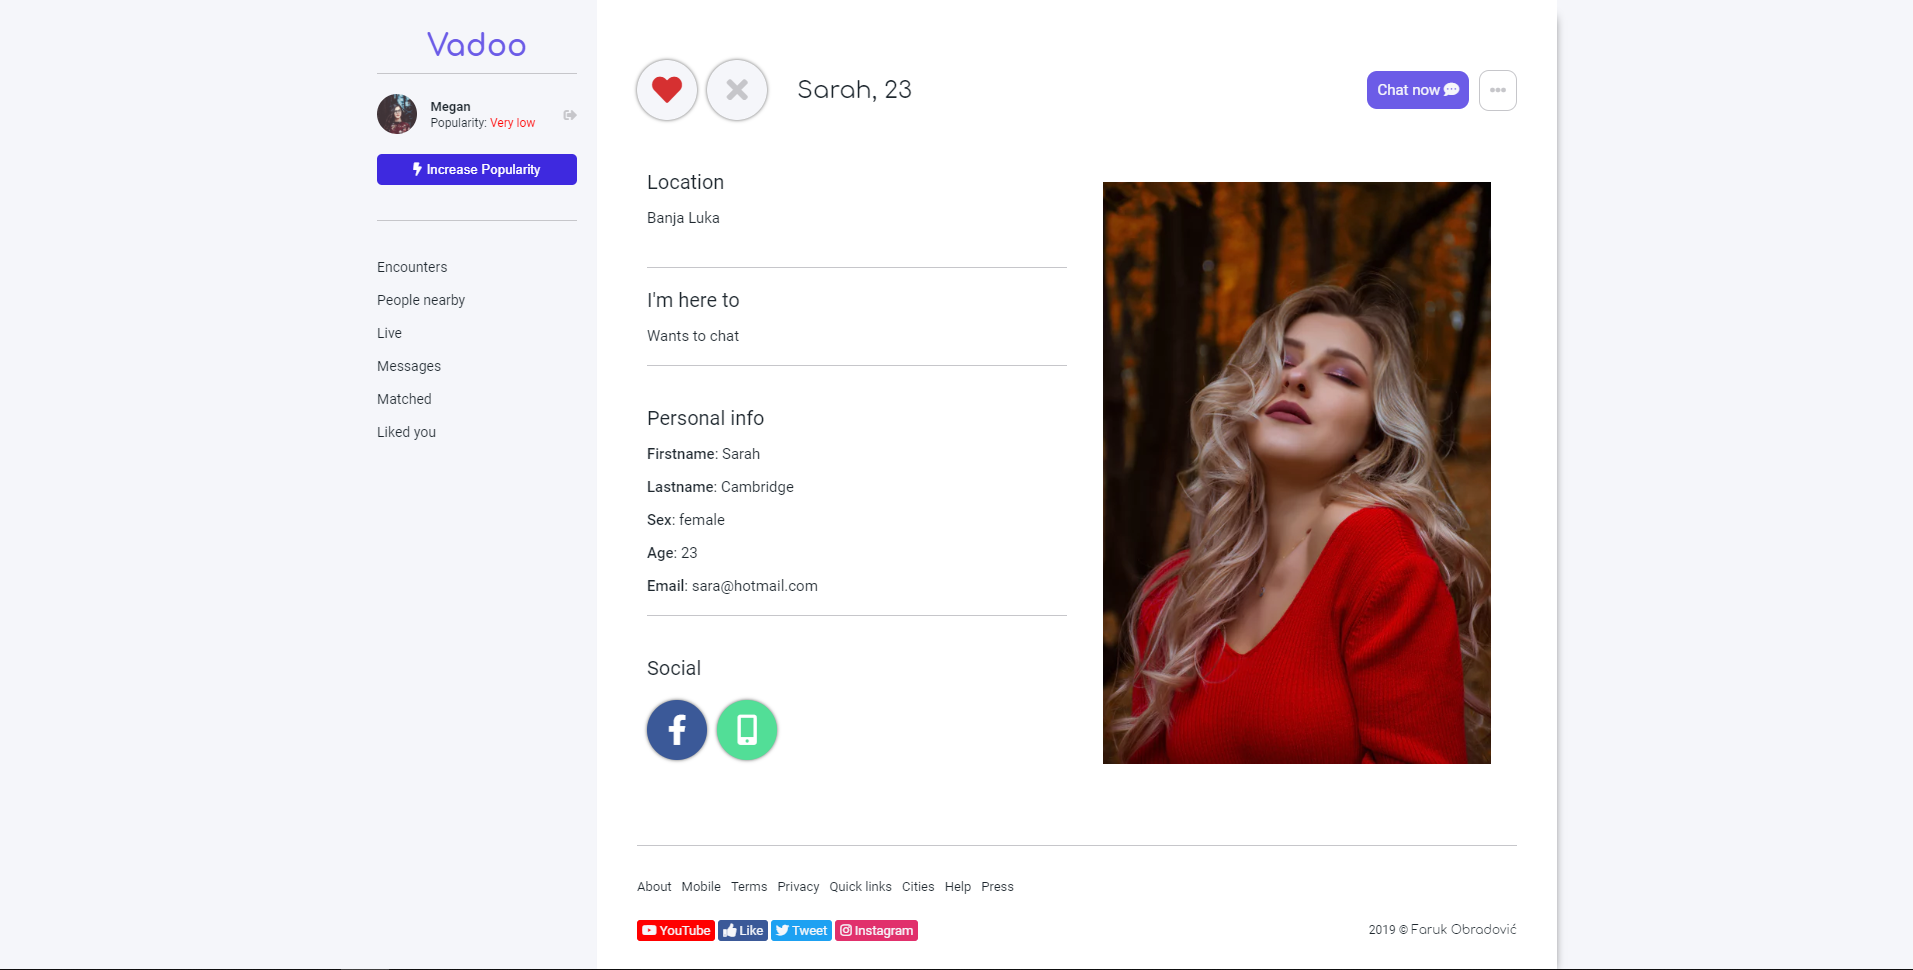 Vadoo
Megan
Popularity: Very low
Increase Popularity
Encounters
People nearby
Live
Messages
Matched
Liked you
Sarah, 23
Chat now
Location
Banja Luka
I'm here to
Wants to chat
Personal info
Firstname: Sarah
Lastname: Cambridge
Sex: female
Age: 23
Email: sara@hotmail.com
Social
About Mobile Terms Privacy Quick links Cities Help Press
YouTube Like Tweet Instagram
2019 © Faruk Obradović